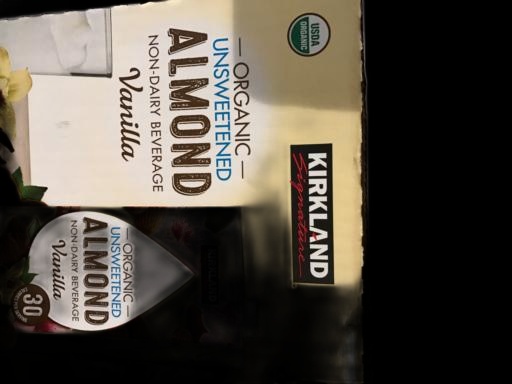 USDA
ORGANIC
KIRKLAND
Signature
ORGANIC
UNSWEETENED
ALMOND
NON-DAIRY BEVERAGE
Vanilla
ORGANIC
UNSWEETENED
ALMOND
NON-DAIRY BEVERAGE
Vanilla
30